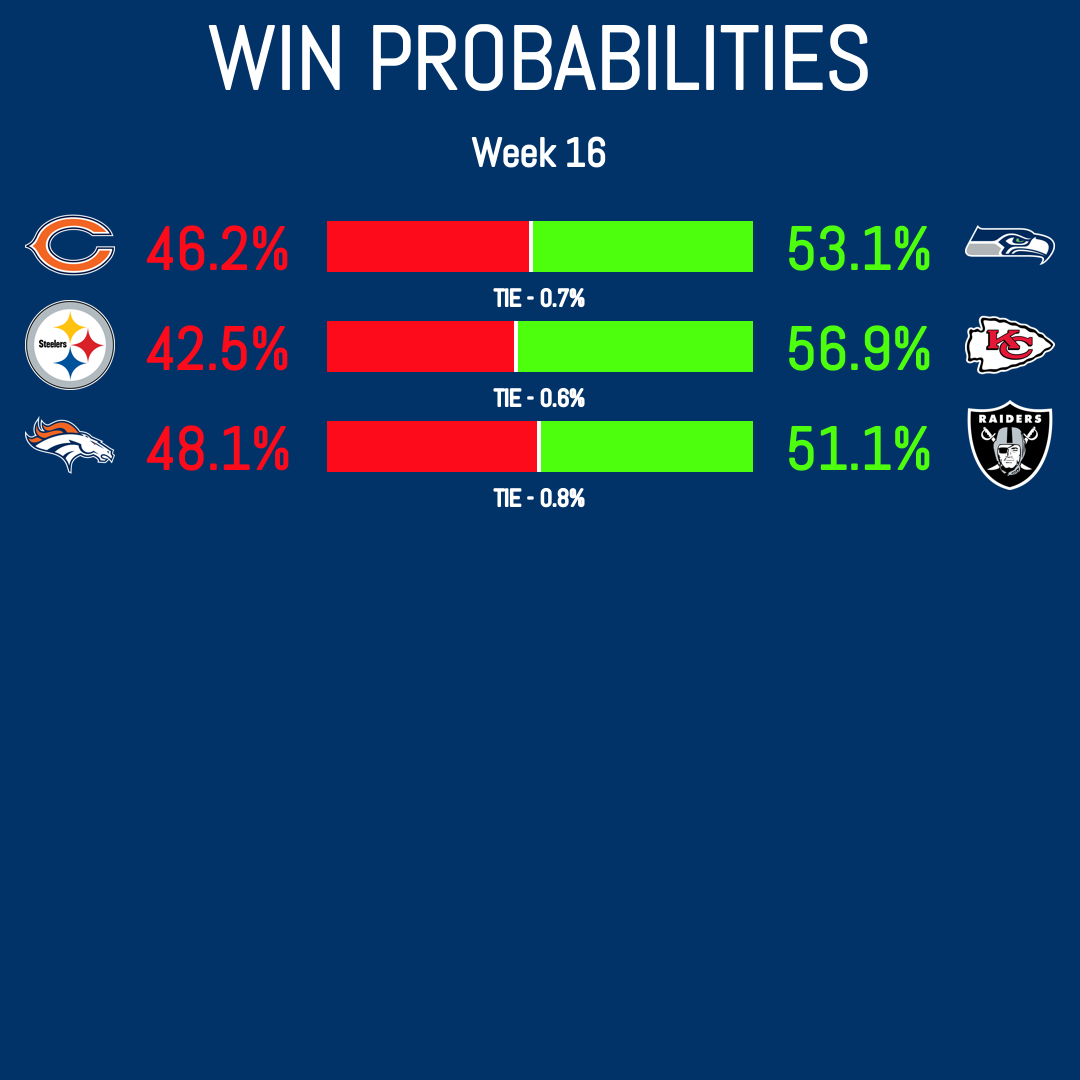 WIN PROBABILITIES
Week 16
46.2% 53.1%
TIE - 0.7%
Steelers 42.5% 56.9% KC
TIE - 0.6%
48.1% 51.1% RAIDERS
TIE - 0.8%